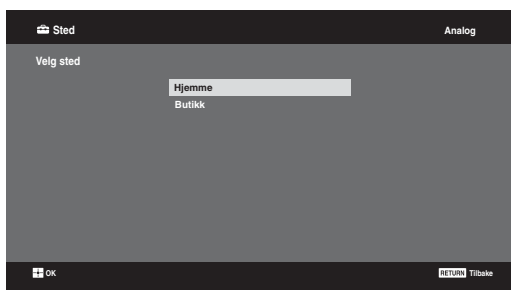 Sted Analog
Velg sted
Hjemme
Butikk
OK RETURN Tilbake